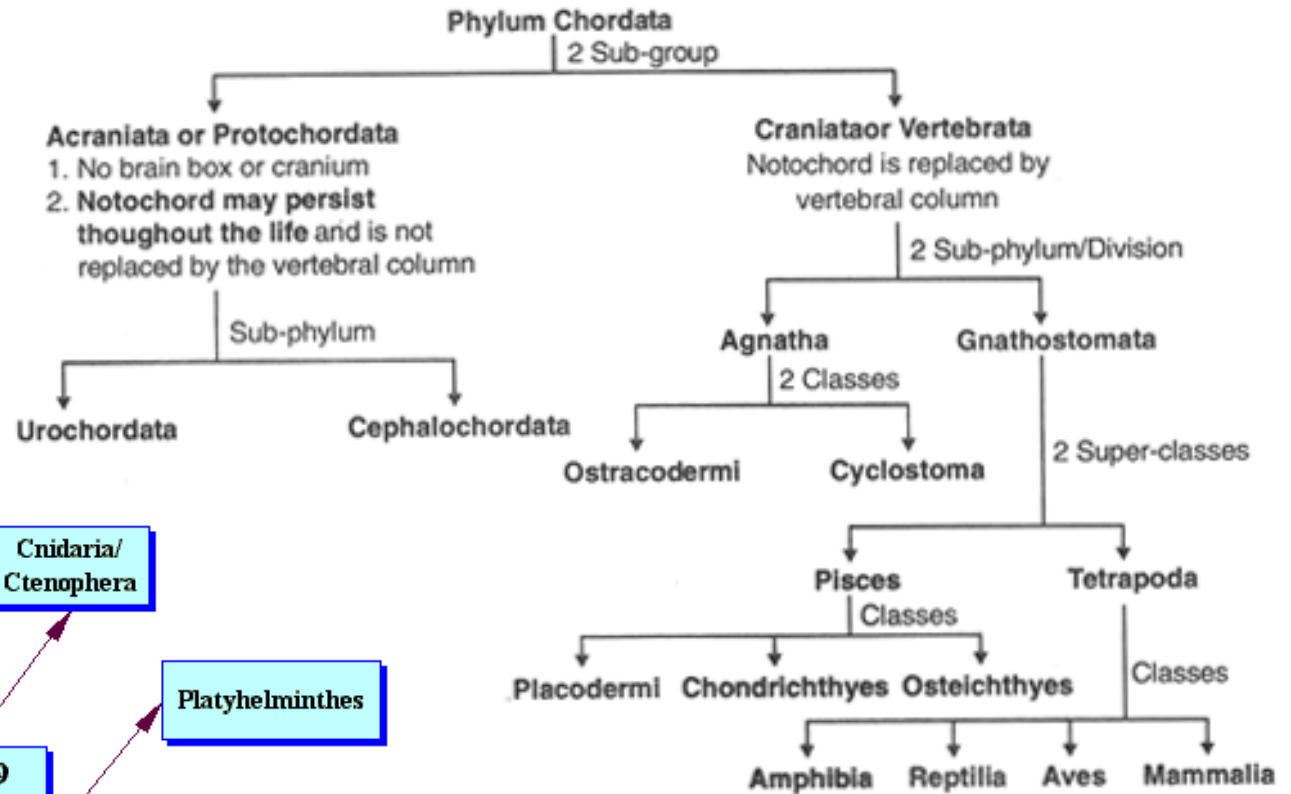 Phylum Chordata
2 Sub-group
Acraniata or Protochordata
1. No brain box or cranium
2. Notochord may persist
thoughout the life and is not
replaced by the vertebral column
Craniataor Vertebrata
Notochord is replaced by
vertebral column
2 Sub-phylum/Division
Sub-phylum
Agnatha
Gnathostomata
2 Classes
Urochordata
Cephalochordata
Ostracodermi
Cyclostoma
2 Super-classes
Cnidaria/
Ctenophera
Pisces
Tetrapoda
Classes
Platyhelminthes
Placodermi
Chondrichthyes
Osteichthyes
Classes
9
Amphibia
Reptilia
Aves
Mammalia